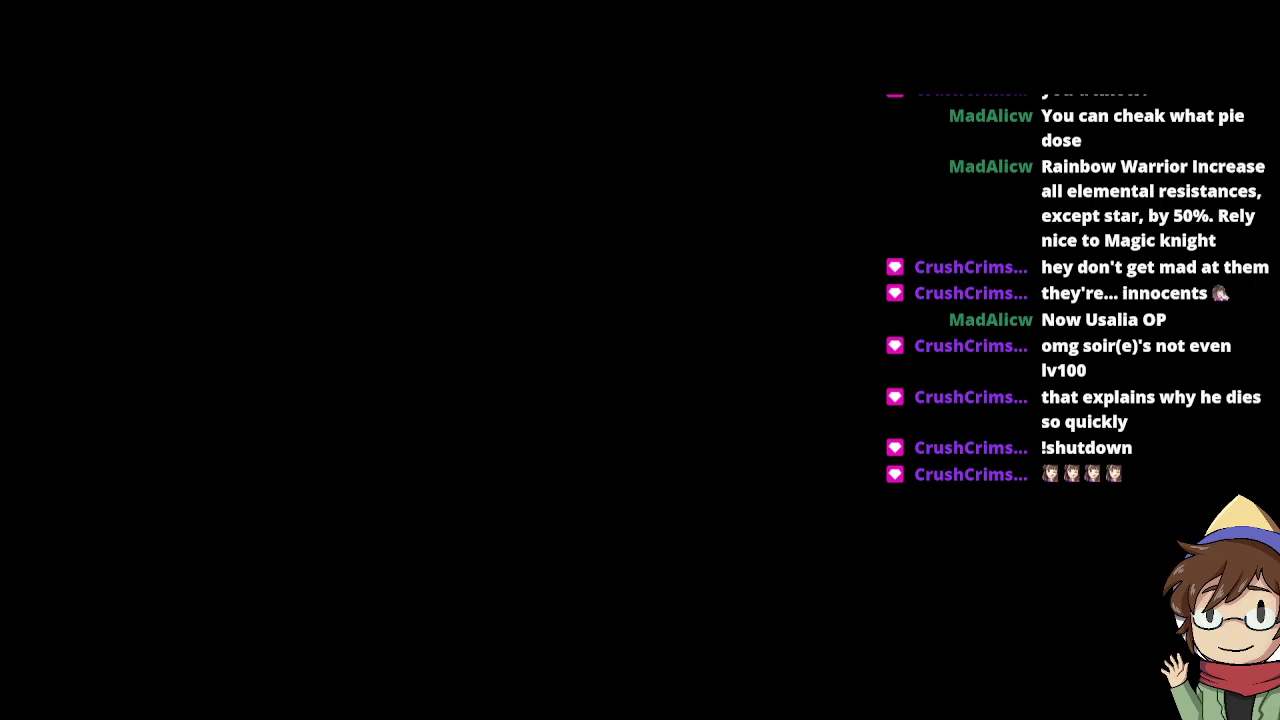 MadAlicw You can cheak what pie
dose
MadAlicw Rainbow Warrior Increase
all elemental resistances,
except star, by 50%. Rely
nice to Magic knight
CrushCrims... hey don't get mad at them
CrushCrims... they're... innocents
MadAlicw Now Usalia OP
CrushCrims... omg soir(e)'s not even
lv100
CrushCrims... that explains why he dies
so quickly
CrushCrims... !shutdown
CrushCrims...